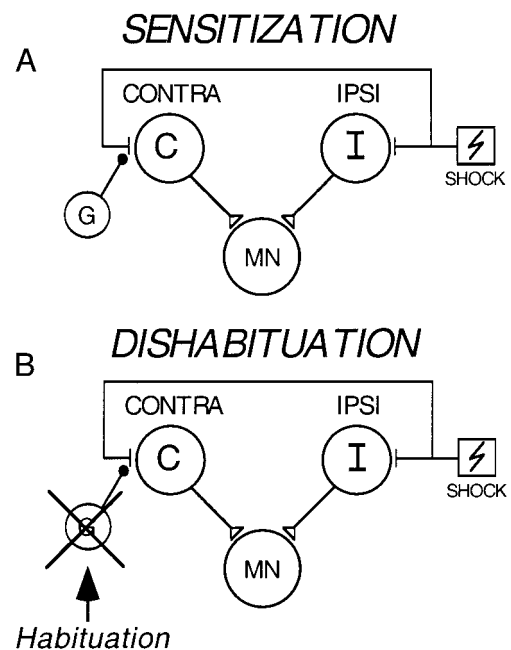 SENSITIZATION
A
CONTRA IPSI
C I
SHOCK
G
MN
DISHABITUATION
B
CONTRA IPSI
C I
SHOCK
G
MN
Habituation